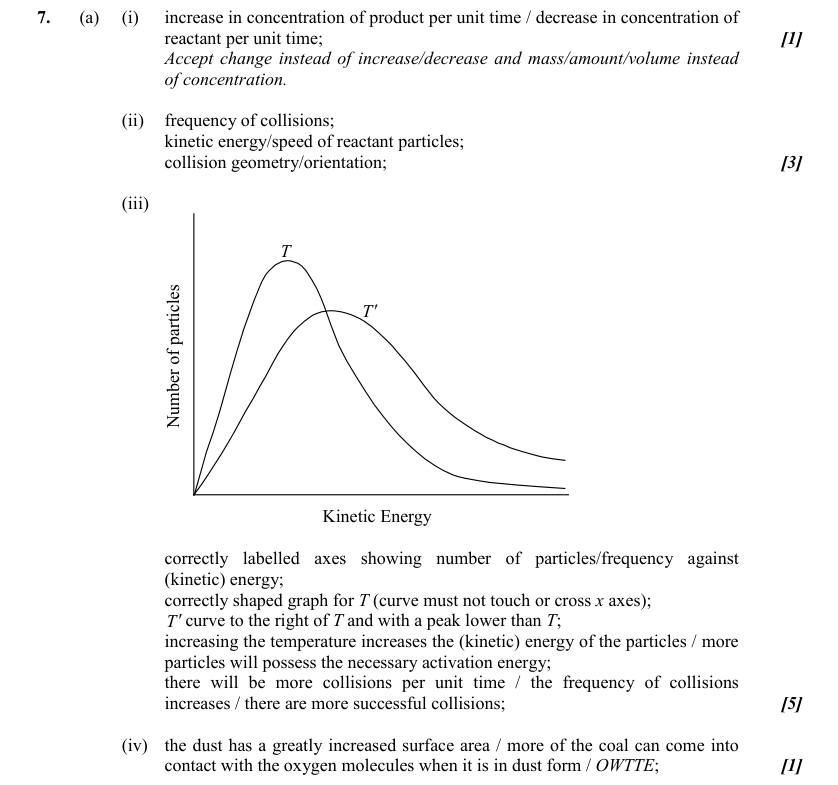 7. (a) (i) increase in concentration of product per unit time / decrease in concentration of
reactant per unit time; [1]
Accept change instead of increase/decrease and mass/amount/volume instead
of concentration.
(ii) frequency of collisions;
kinetic energy/speed of reactant particles;
collision geometry/orientation; [3]
(iii)
T
T'
Number of particles
Kinetic Energy
correctly labelled axes showing number of particles/frequency against
(kinetic) energy;
correctly shaped graph for T (curve must not touch or cross x axes);
T' curve to the right of T and with a peak lower than T;
increasing the temperature increases the (kinetic) energy of the particles / more
particles will possess the necessary activation energy;
there will be more collisions per unit time / the frequency of collisions
increases / there are more successful collisions; [5]
(iv) the dust has a greatly increased surface area / more of the coal can come into
contact with the oxygen molecules when it is in dust form / OWTTE; [1]